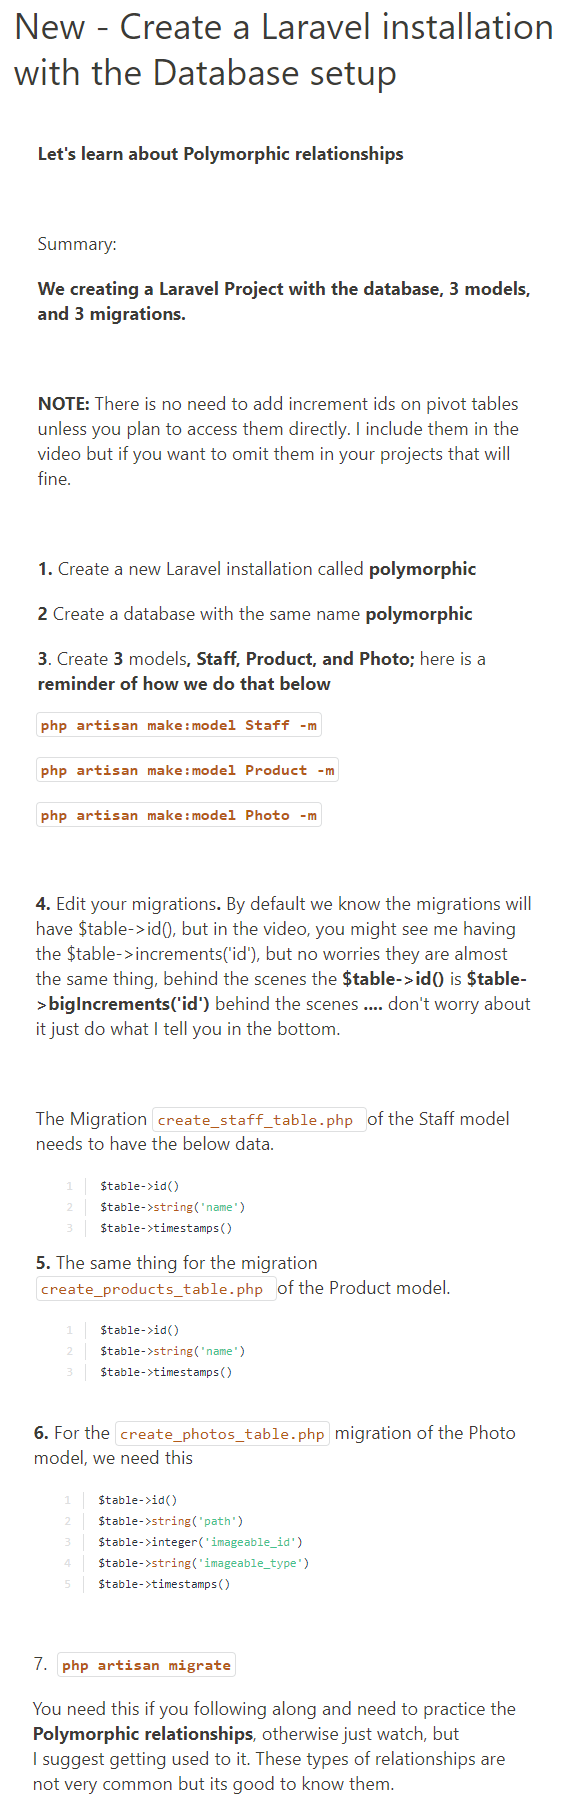 New - Create a Laravel installation
with the Database setup
Let's learn about Polymorphic relationships
Summary:
We creating a Laravel Project with the database, 3 models,
and 3 migrations.
NOTE: There is no need to add increment ids on pivot tables
unless you plan to access them directly. I include them in the
video but if you want to omit them in your projects that will
fine.
1. Create a new Laravel installation called polymorphic
2 Create a database with the same name polymorphic
3. Create 3 models, Staff, Product, and Photo; here is a
reminder of how we do that below
php artisan make:model Staff -m
php artisan make:model Product -m
php artisan make:model Photo -m
4. Edit your migrations. By default we know the migrations will
have $table->id(), but in the video, you might see me having
the $table->increments('id'), but no worries they are almost
the same thing, behind the scenes the $table->id() is $table-
>bigIncrements('id') behind the scenes .... don't worry about
it just do what I tell you in the bottom.
The Migration create_staff_table.php of the Staff model
needs to have the below data.
1 $table->id()
2 $table->string('name')
3 $table->timestamps()
5. The same thing for the migration
create_products_table.php of the Product model.
1 $table->id()
2 $table->string('name')
3 $table->timestamps()
6. For the create_photos_table.php migration of the Photo
model, we need this
1 $table->id()
2 $table->string('path')
3 $table->integer('imageable_id')
4 $table->string('imageable_type')
5 $table->timestamps()
7. php artisan migrate
You need this if you following along and need to practice the
Polymorphic relationships, otherwise just watch, but
I suggest getting used to it. These types of relationships are
not very common but its good to know them.